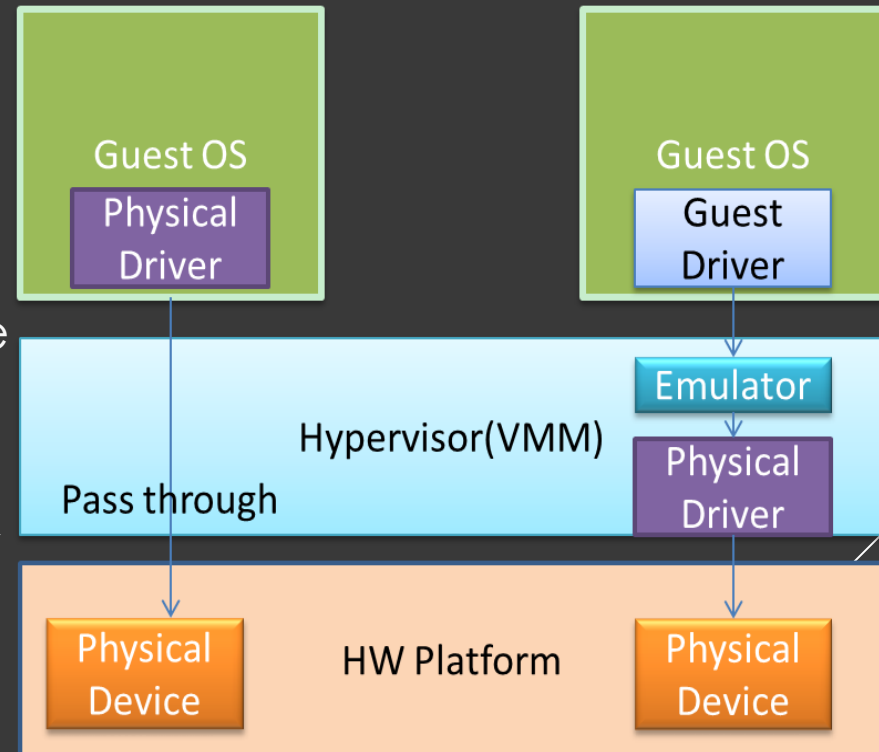 Guest OS
Physical
Driver
Guest OS
Guest
Driver
e
Emulator
Hypervisor(VMM)
Physical
Driver
Pass through
Physical
Device
HW Platform
Physical
Device